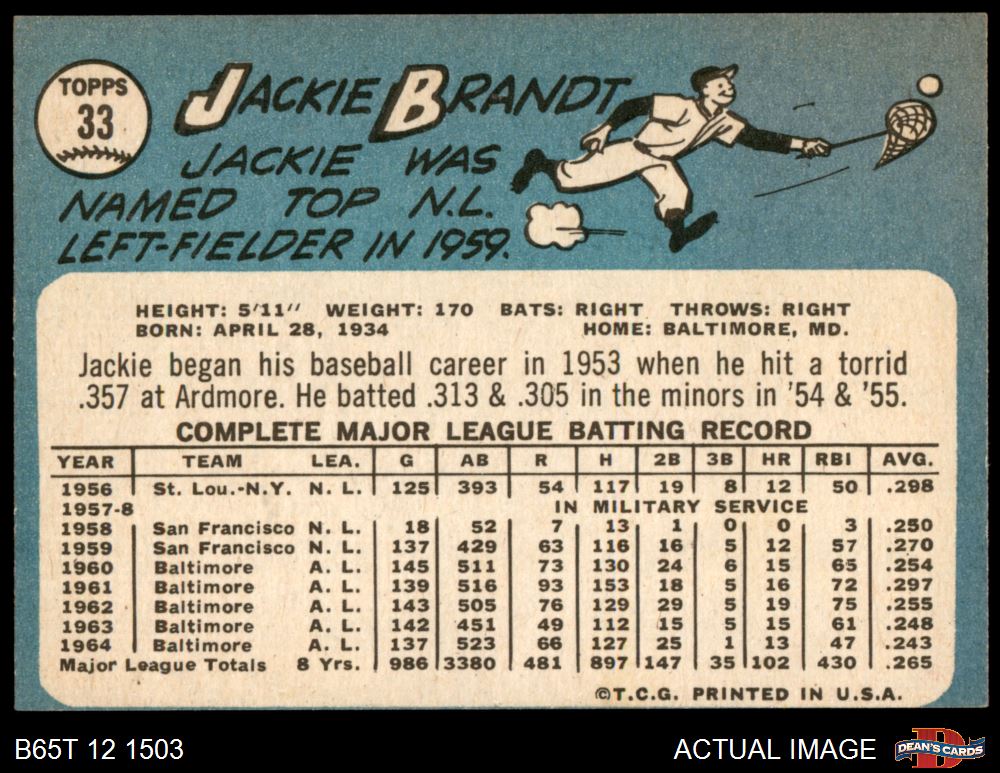 TOPPS
33
JACKIE BRANDT
JACKIE WAS
NAMED TOP N.L.
LEFT-FIELDER IN 1959.
HEIGHT: 5'11" WEIGHT: 170 BATS: RIGHT THROWS: RIGHT
BORN: APRIL 28, 1934 HOME: BALTIMORE, MD.
Jackie began his baseball career in 1953 when he hit a torrid
.357 at Ardmore. He batted .313 & .305 in the minors in '54 & '55.
COMPLETE MAJOR LEAGUE BATTING RECORD
YEAR TEAM LEA. G AB R H 2B 3B HR RBI AVG.
1956 St. Lou.-N.Y. N. L. 125 393 54 117 19 8 12 50 .298
1957-8 IN MILITARY SERVICE
1958 San Francisco N. L. 18 52 7 13 1 0 0 3 .250
1959 San Francisco N. L. 137 429 63 116 16 5 12 57 .270
1960 Baltimore A. L. 145 511 73 130 24 6 15 65 .254
1961 Baltimore A. L. 139 516 93 153 18 5 16 72 .297
1962 Baltimore A. L. 143 505 76 129 29 5 19 75 .255
1963 Baltimore A. L. 142 451 49 112 15 5 15 61 .248
1964 Baltimore A. L. 137 523 66 127 25 1 13 47 .243
Major League Totals 8 Yrs. 986 3380 481 897 147 35 102 430 .265
©T.C.G. PRINTED IN U.S.A.
B65T 12 1503 ACTUAL IMAGE D DEAN'S CARDS